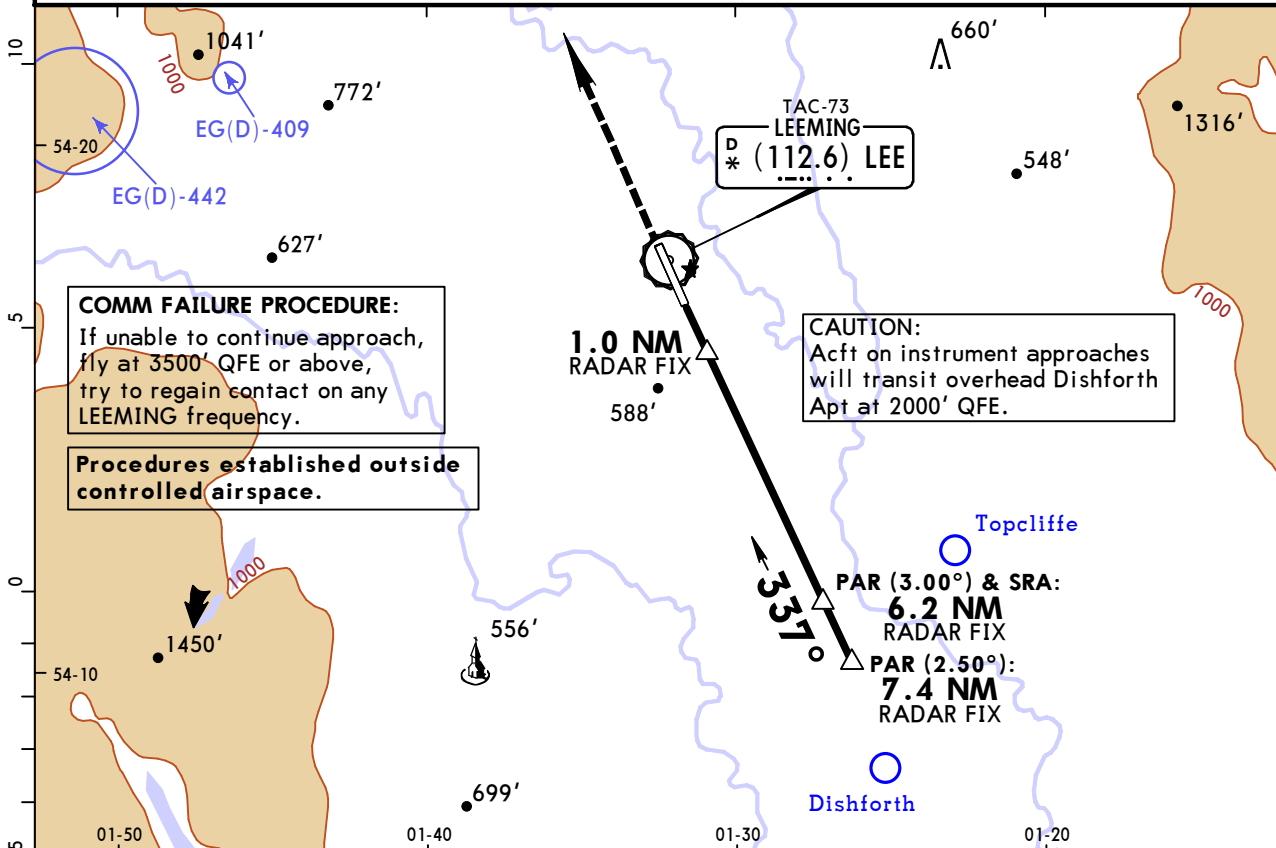 10
1041'
1000
772'
EG(D)-409
54-20
EG(D)-442
660'
TAC-73
LEEMING
D
* (112.6) LEE
1316'
548'
627'
COMM FAILURE PROCEDURE:
If unable to continue approach,
fly at 3500' QFE or above,
try to regain contact on any
LEEMING frequency.
5
1000
1.0 NM
RADAR FIX
588'
CAUTION:
Acft on instrument approaches
will transit overhead Dishforth
Apt at 2000' QFE.
Procedures established outside
controlled airspace.
Topcliffe
0
1000
337°
PAR (3.00°) & SRA:
6.2 NM
RADAR FIX
1450'
556'
54-10
PAR (2.50°):
7.4 NM
RADAR FIX
699'
Dishforth
5
01-50
01-40
01-30
01-20